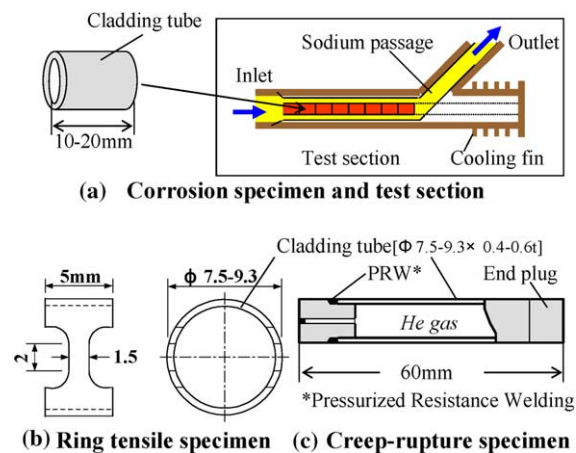 Cladding tube
10-20mm
Inlet
Sodium passage
Outlet
Test section
Cooling fin
(a) Corrosion specimen and test section
5mm
2
1.5
ϕ 7.5-9.3
(b) Ring tensile specimen
Cladding tube[Φ 7.5-9.3× 0.4-0.6t]
PRW*
End plug
He gas
60mm
*Pressurized Resistance Welding
(c) Creep-rupture specimen